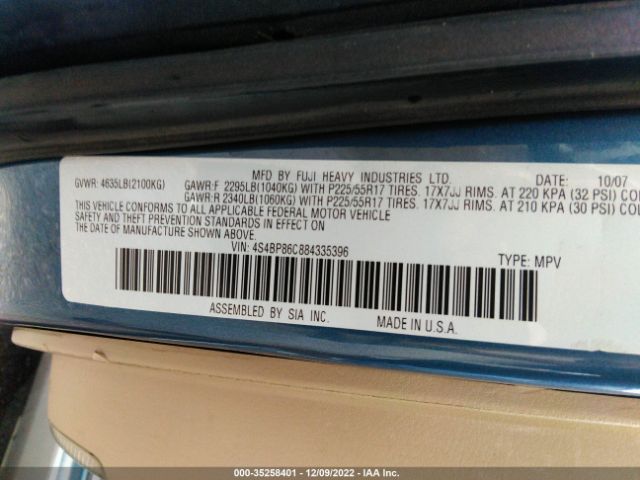 MFD BY FUJI HEAVY INDUSTRIES LTD. DATE: 10/07
GVWR: 4635LB(2100KG) GAWR:F 2295LB(1040KG) WITH P225/55R17 TIRES. 17X7JJ RIMS. AT 220 KPA (32 PSI) COL
GAWR:R 2340LB(1060KG) WITH P225/55R17 TIRES. 17X7JJ RIMS. AT 210 KPA (30 PSI) COL
THIS VEHICLE CONFORMS TO ALL APPLICABLE FEDERAL MOTOR VEHICLE
SAFETY AND THEFT PREVENTION STANDARDS IN EFFECT ON
THE DATE OF MANUFACTURE SHOWN ABOVE.
VIN: 4S4BP86C884335396 TYPE: MPV
ASSEMBLED BY SIA INC. MADE IN U.S.A.
000-35258401 - 12/09/2022 - IAA Inc.